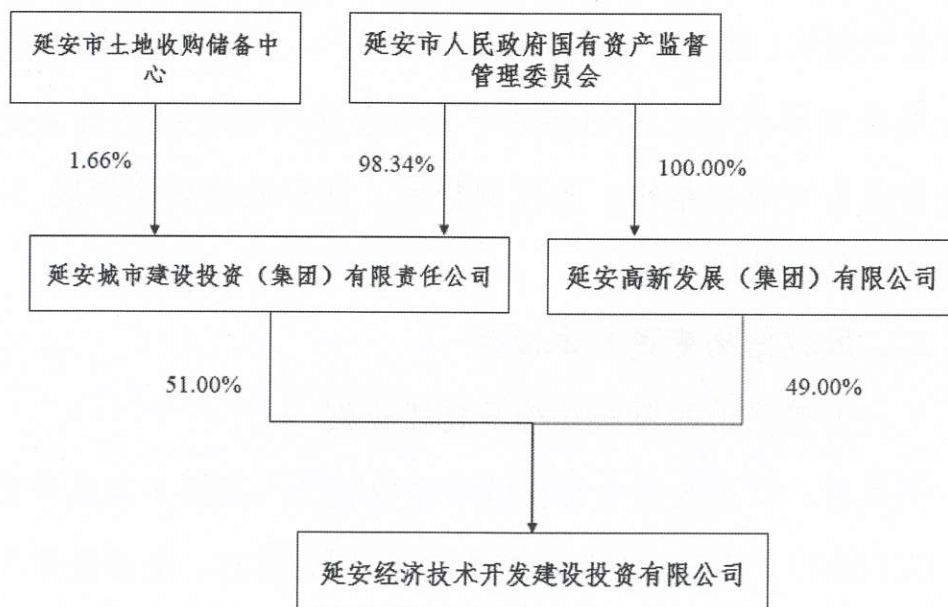 延安市土地收购储备中
心
延安市人民政府国有资产监督
管理委员会
1.66%
98.34%
100.00%
延安城市建设投资（集团）有限责任公司
延安高新发展（集团）有限公司
51.00%
49.00%
延安经济技术开发建设投资有限公司